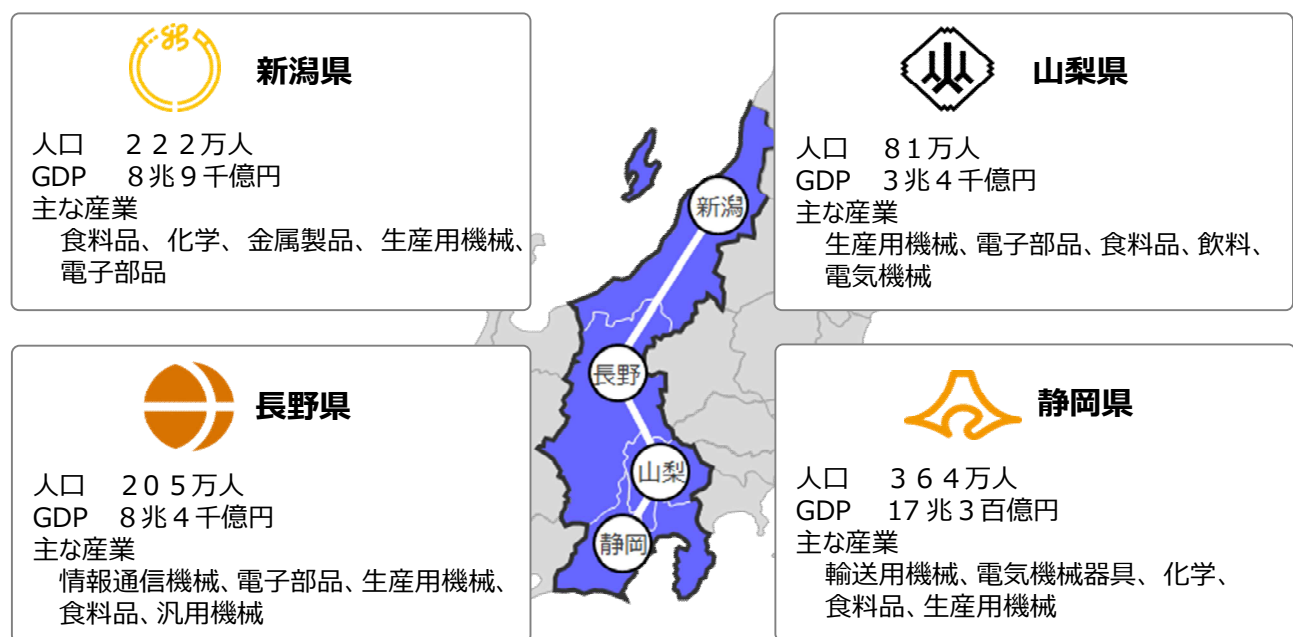 新潟県
人口 ２２２万人
GDP ８兆９千億円
主な産業
食料品、化学、金属製品、生産用機械、
電子部品
山梨県
人口 81万人
GDP 3兆４千億円
主な産業
生産用機械、電子部品、食料品、飲料、
電気機械
長野県
人口 ２０５万人
GDP ８兆４千億円
主な産業
情報通信機械、電子部品、生産用機械、
食料品、汎用機械
静岡県
人口 ３６４万人
GDP 17 兆３百億円
主な産業
輸送用機械、電気機械器具、化学、
食料品、生産用機械
新潟
長野
山梨
静岡